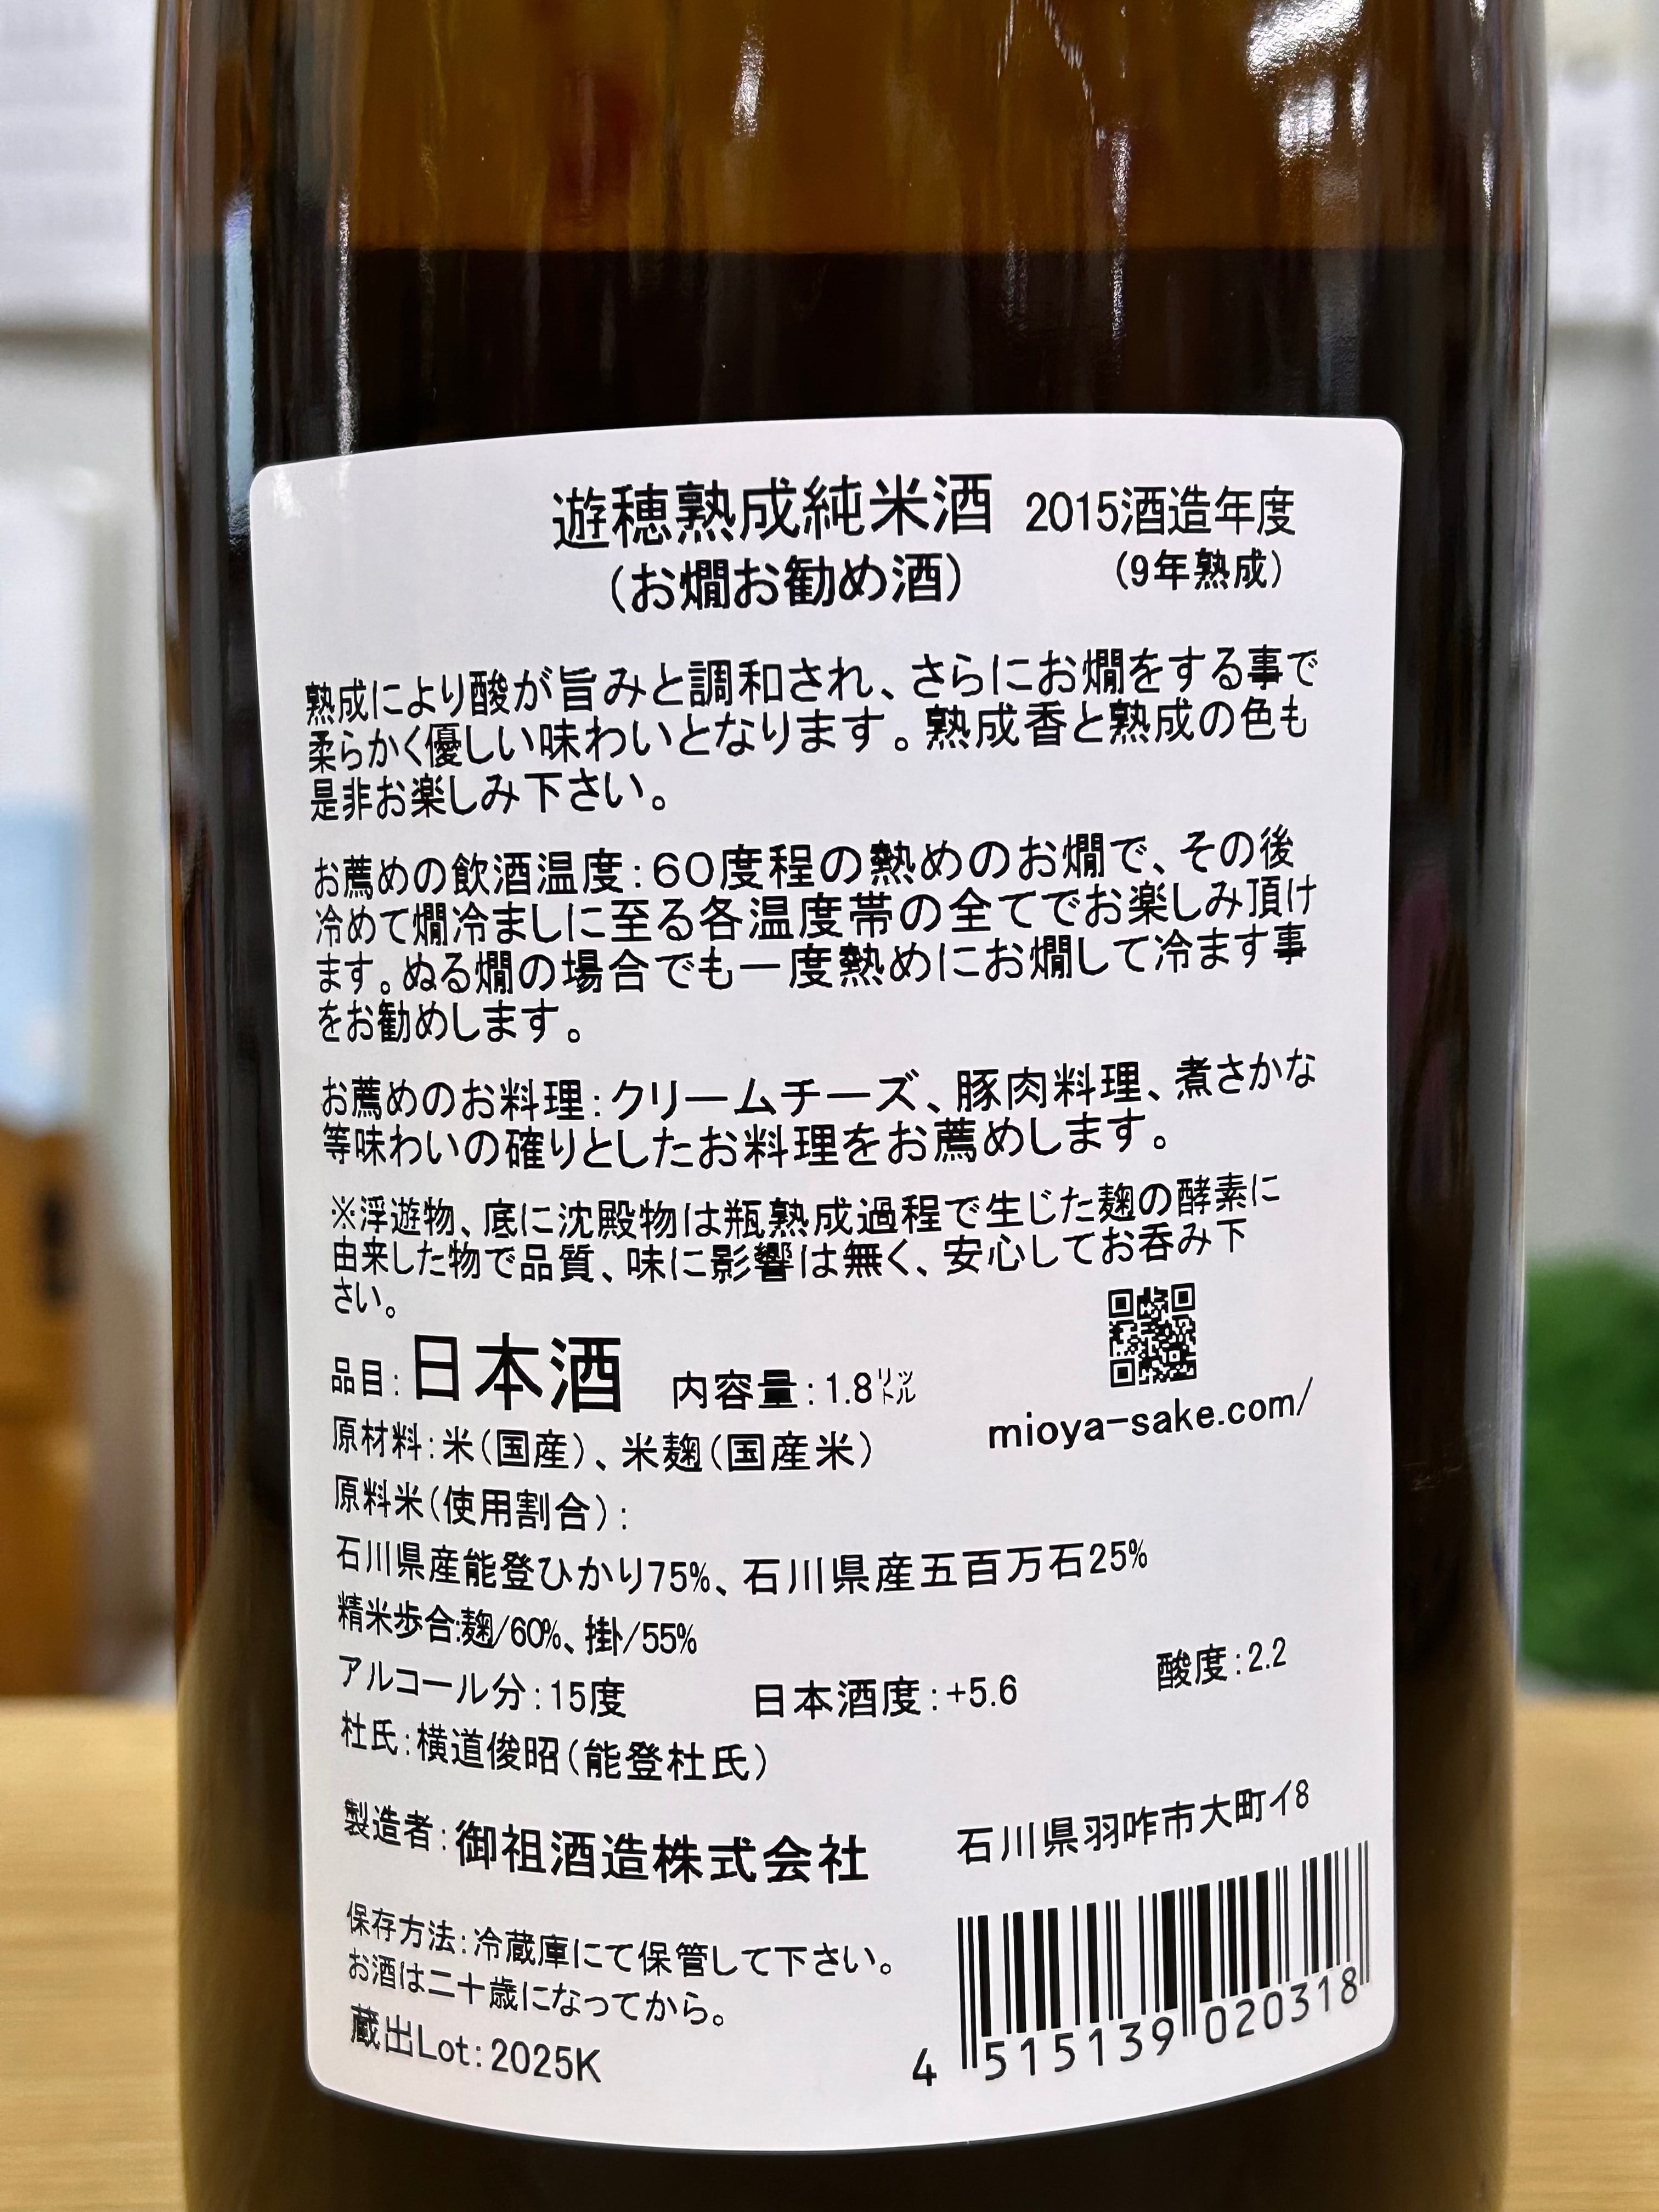 遊穂熟成純米酒 2015酒造年度
(お燗お勧め酒) (9年熟成)
熟成により酸が旨みと調和され、さらにお燗をする事で
柔らかく優しい味わいとなります。熟成香と熟成の色も
是非お楽しみ下さい。
お薦めの飲酒温度:60度程の熱めのお燗で、その後
冷めて燗冷ましに至る各温度帯の全てでお楽しみ頂け
ます。ぬる燗の場合でも一度熱めにお燗して冷ます事
をお勧めします。
お薦めのお料理:クリームチーズ、豚肉料理、煮さかな
等味わいの確りとしたお料理をお薦めします。
※浮遊物、底に沈殿物は瓶熟成過程で生じた麹の酵素に
由来した物で品質、味に影響は無く、安心してお呑み下
さい。
品目:日本酒 内容量:1.8リットル
mioya-sake.com/
原材料:米(国産)、米麹(国産米)
原料米(使用割合):
石川県産能登ひかり75%、石川県産五百万石25%
精米歩合:麹/60%、掛/55%
アルコール分:15度 日本酒度:+5.6 酸度:2.2
杜氏:横道俊昭(能登杜氏)
製造者:御祖酒造株式会社 石川県羽咋市大町イ8
保存方法:冷蔵庫にて保管して下さい。
お酒は二十歳になってから。
蔵出Lot:2025K
4 515139 020318